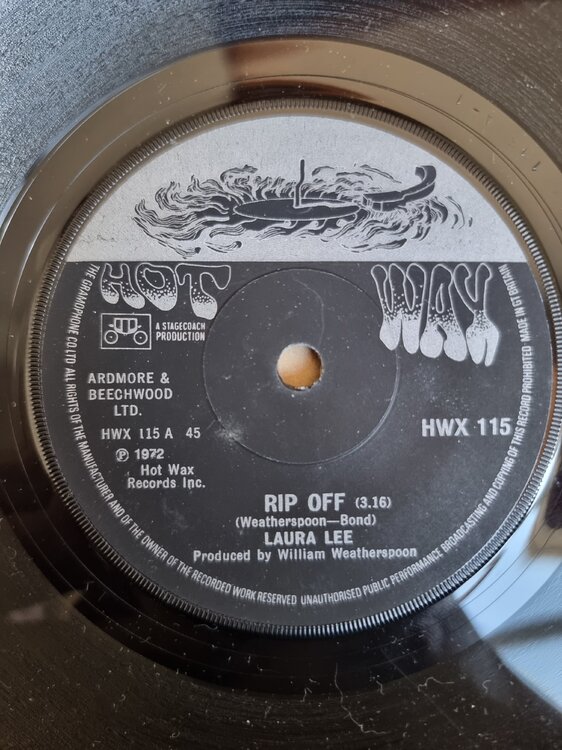 HOT WAX
A STAGECOACH
PRODUCTION
ARDMORE &
BEECHWOOD
LTD.
HWX 115 A 45
℗ 1972
Hot Wax
Records Inc.
HWX 115
RIP OFF (3.16)
(Weatherspoon—Bond)
LAURA LEE
Produced by William Weatherspoon
THE GRAMOPHONE CO. LTD ALL RIGHTS OF THE MANUFACTURER AND OF THE OWNER OF THE RECORDED WORK RESERVED UNAUTHORISED PUBLIC PERFORMANCE BROADCASTING AND COPYING OF THIS RECORD PROHIBITED MADE IN GT BRITAIN